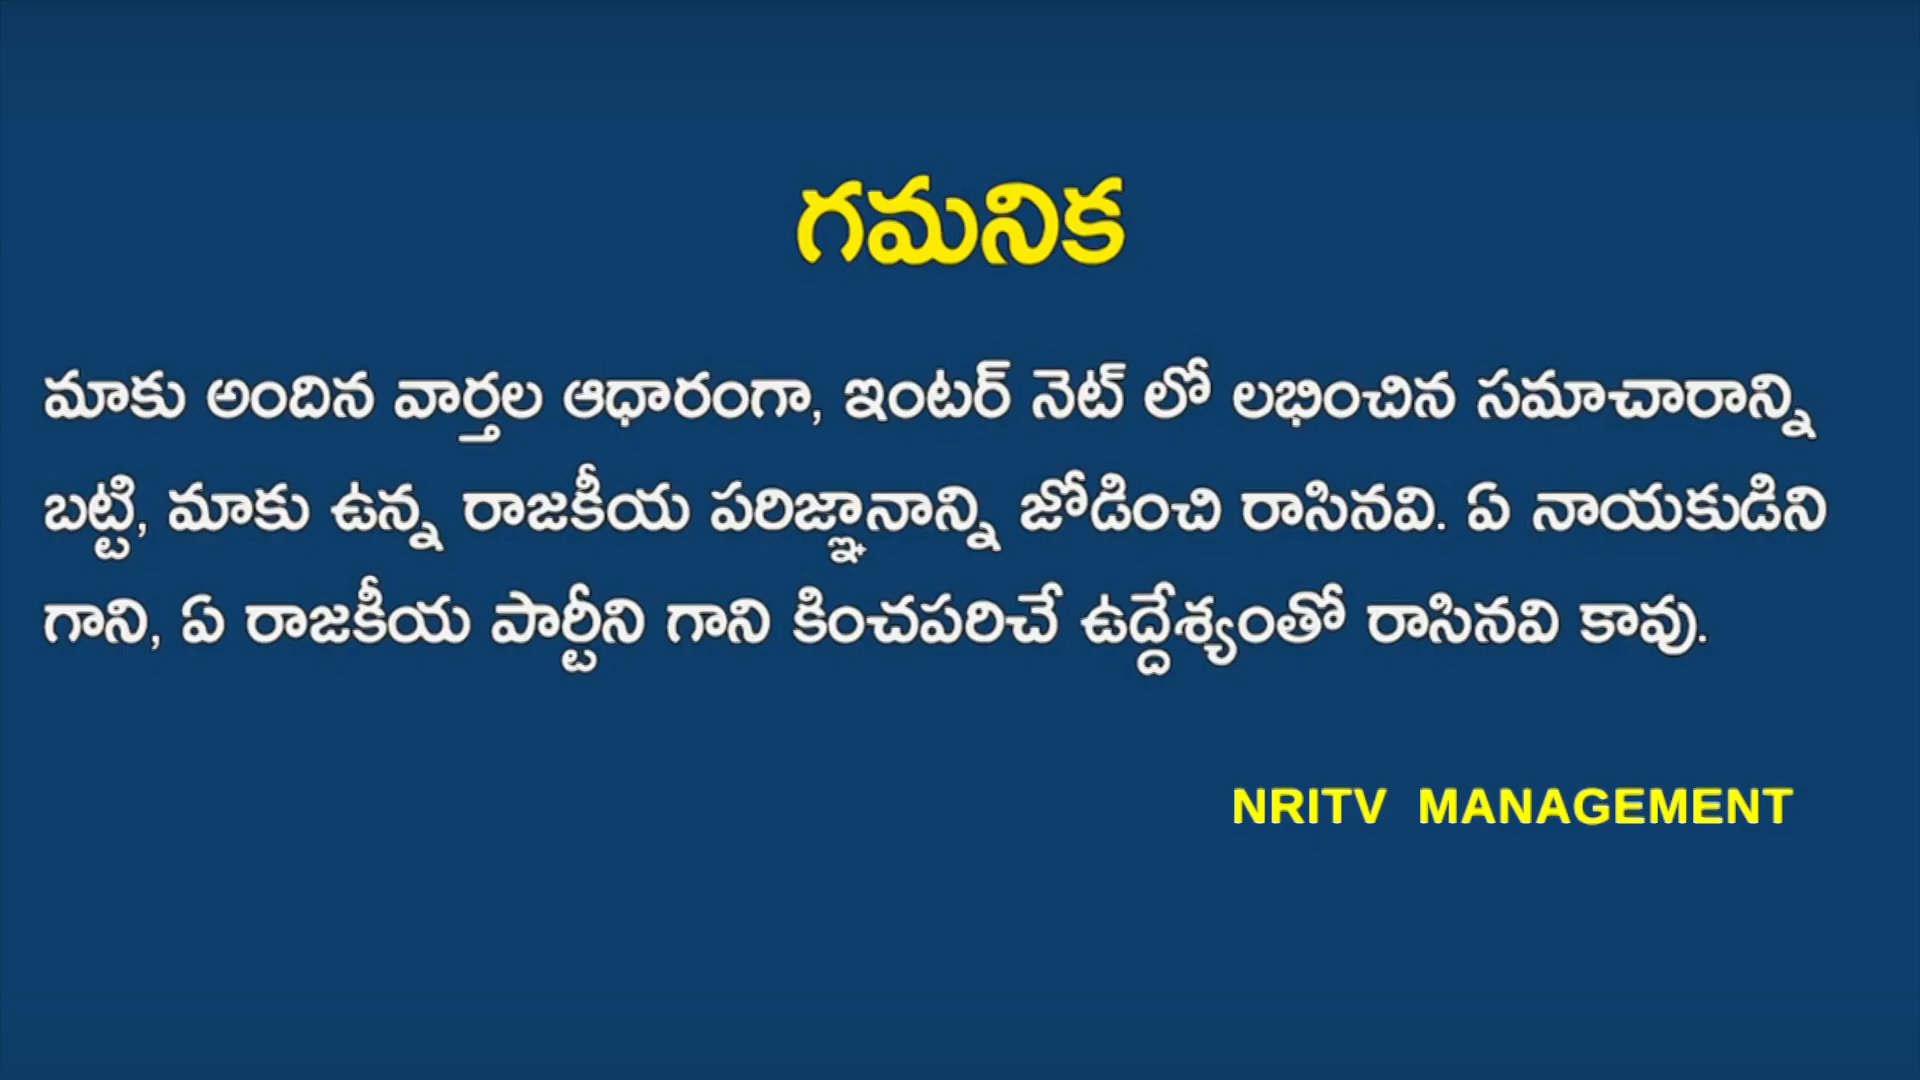 గమనిక
మాకు అందిన వార్తల ఆధారంగా, ఇంటర్ నెట్ లో లభించిన సమాచారాన్ని
బట్టి, మాకు ఉన్న రాజకీయ పరిజ్ఞానాన్ని జోడించి రాసినవి. ఏ నాయకుడిని
గాని, ఏ రాజకీయ పార్టీని గాని కించపరిచే ఉద్దేశ్యంతో రాసినవి కావు.
NRITV MANAGEMENT